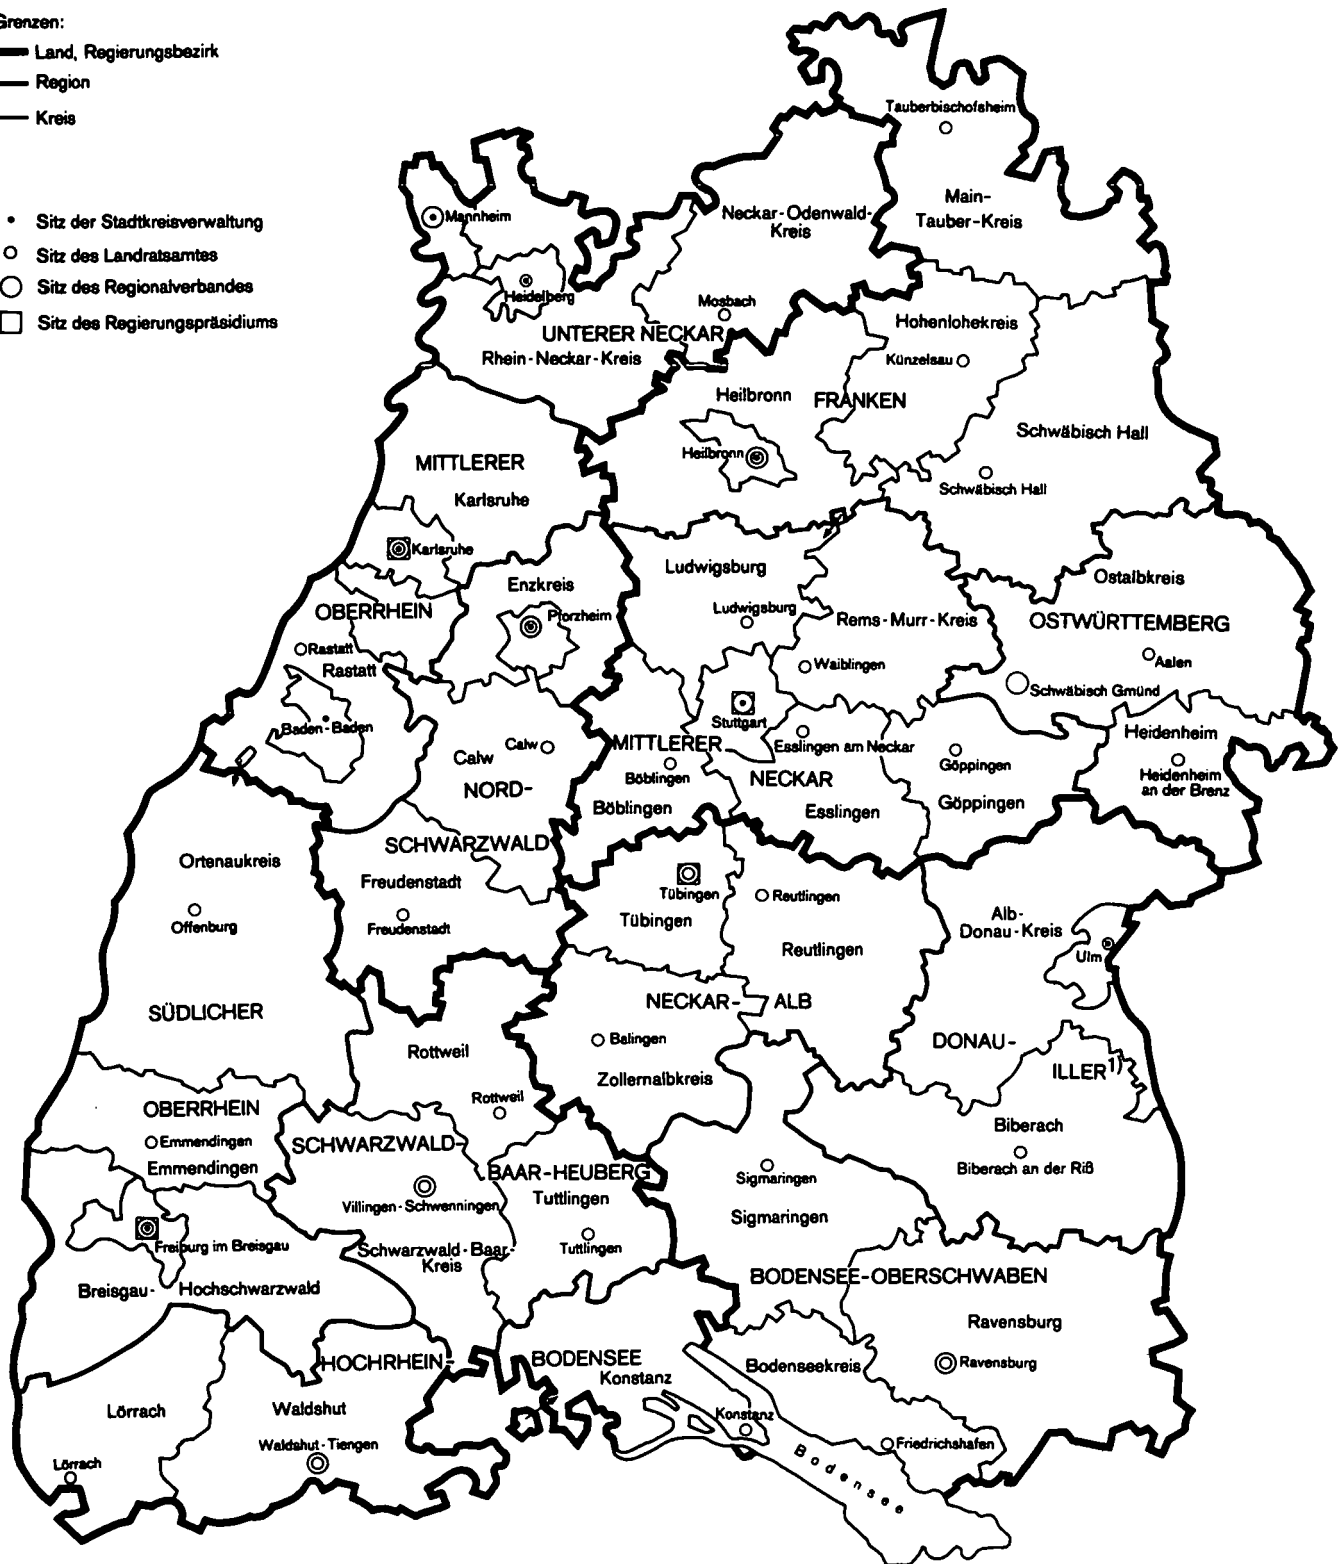 Grenzen:
Land, Regierungsbezirk
Region
Kreis
Sitz der Stadtkreisverwaltung
Sitz des Landratsamtes
Sitz des Regionalverbandes
Sitz des Regierungspräsidiums
Tauberbischofsheim
Main-
Tauber-Kreis
Neckar-Odenwald-
Kreis
Mannheim
Heidelberg
Mosbach
UNTERER NECKAR
Rhein-Neckar-Kreis
Hohenlohekreis
Künzelsau
Heilbronn
FRANKEN
Heilbronn
Schwäbisch Hall
Schwäbisch Hall
MITTLERER
Karlsruhe
Karlsruhe
Enzkreis
Pforzheim
OBERRHEIN
Rastatt
Rastatt
Baden-Baden
Ludwigsburg
Ludwigsburg
Rems-Murr-Kreis
Waiblingen
Ostalbkreis
OSTWÜRTTEMBERG
Aalen
Schwäbisch Gmünd
Stuttgart
MITTLERER
Böblingen
Böblingen
Esslingen am Neckar
NECKAR
Esslingen
Göppingen
Göppingen
Heidenheim
Heidenheim
an der Brenz
Calw
Calw
NORD-
SCHWARZWALD
Freudenstadt
Freudenstadt
Ortenaukreis
Offenburg
SÜDLICHER
Tübingen
Tübingen
Reutlingen
Reutlingen
Alb-
Donau-Kreis
Ulm
NECKAR-
ALB
Balingen
Zollernalbkreis
DONAU-
ILLER1)
Rottweil
Rottweil
OBERRHEIN
Emmendingen
Emmendingen
SCHWARZWALD-
BAAR-HEUBERG
Villingen-Schwenningen
Tuttlingen
Tuttlingen
Schwarzwald-Baar-
Kreis
Sigmaringen
Sigmaringen
Biberach
Biberach an der Riß
Freiburg im Breisgau
Breisgau-
Hochschwarzwald
BODENSEE-OBERSCHWABEN
Ravensburg
Ravensburg
Bodenseekreis
HOCHRHEIN-
BODENSEE
Konstanz
Konstanz
Lörrach
Lörrach
Waldshut
Waldshut-Tiengen
Friedrichshafen
Bodensee